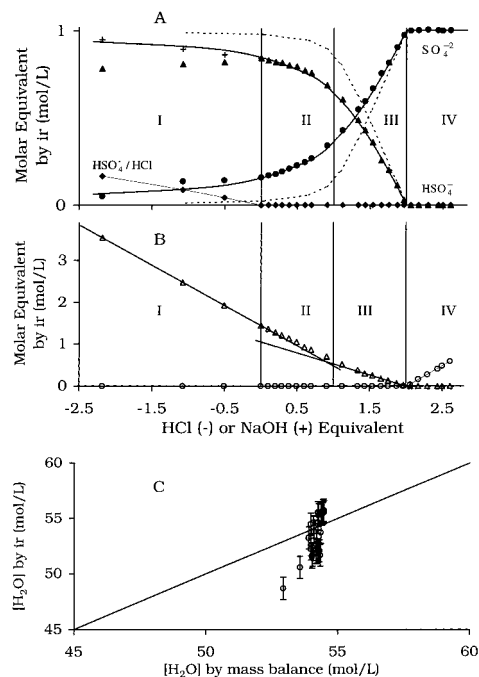 A
Molar Equivalent
by ir (mol/L)
1
0
I
II
III
IV
SO₄⁻²
HSO₄⁻
HSO₄⁻ / HCl
B
Molar Equivalent
by ir (mol/L)
3
2
1
0
I
II
III
IV
-2.5 -1.5 -0.5 0.5 1.5 2.5
HCl (-) or NaOH (+) Equivalent
C
[H₂O] by ir (mol/L)
60
55
50
45
45 50 55 60
[H₂O] by mass balance (mol/L)